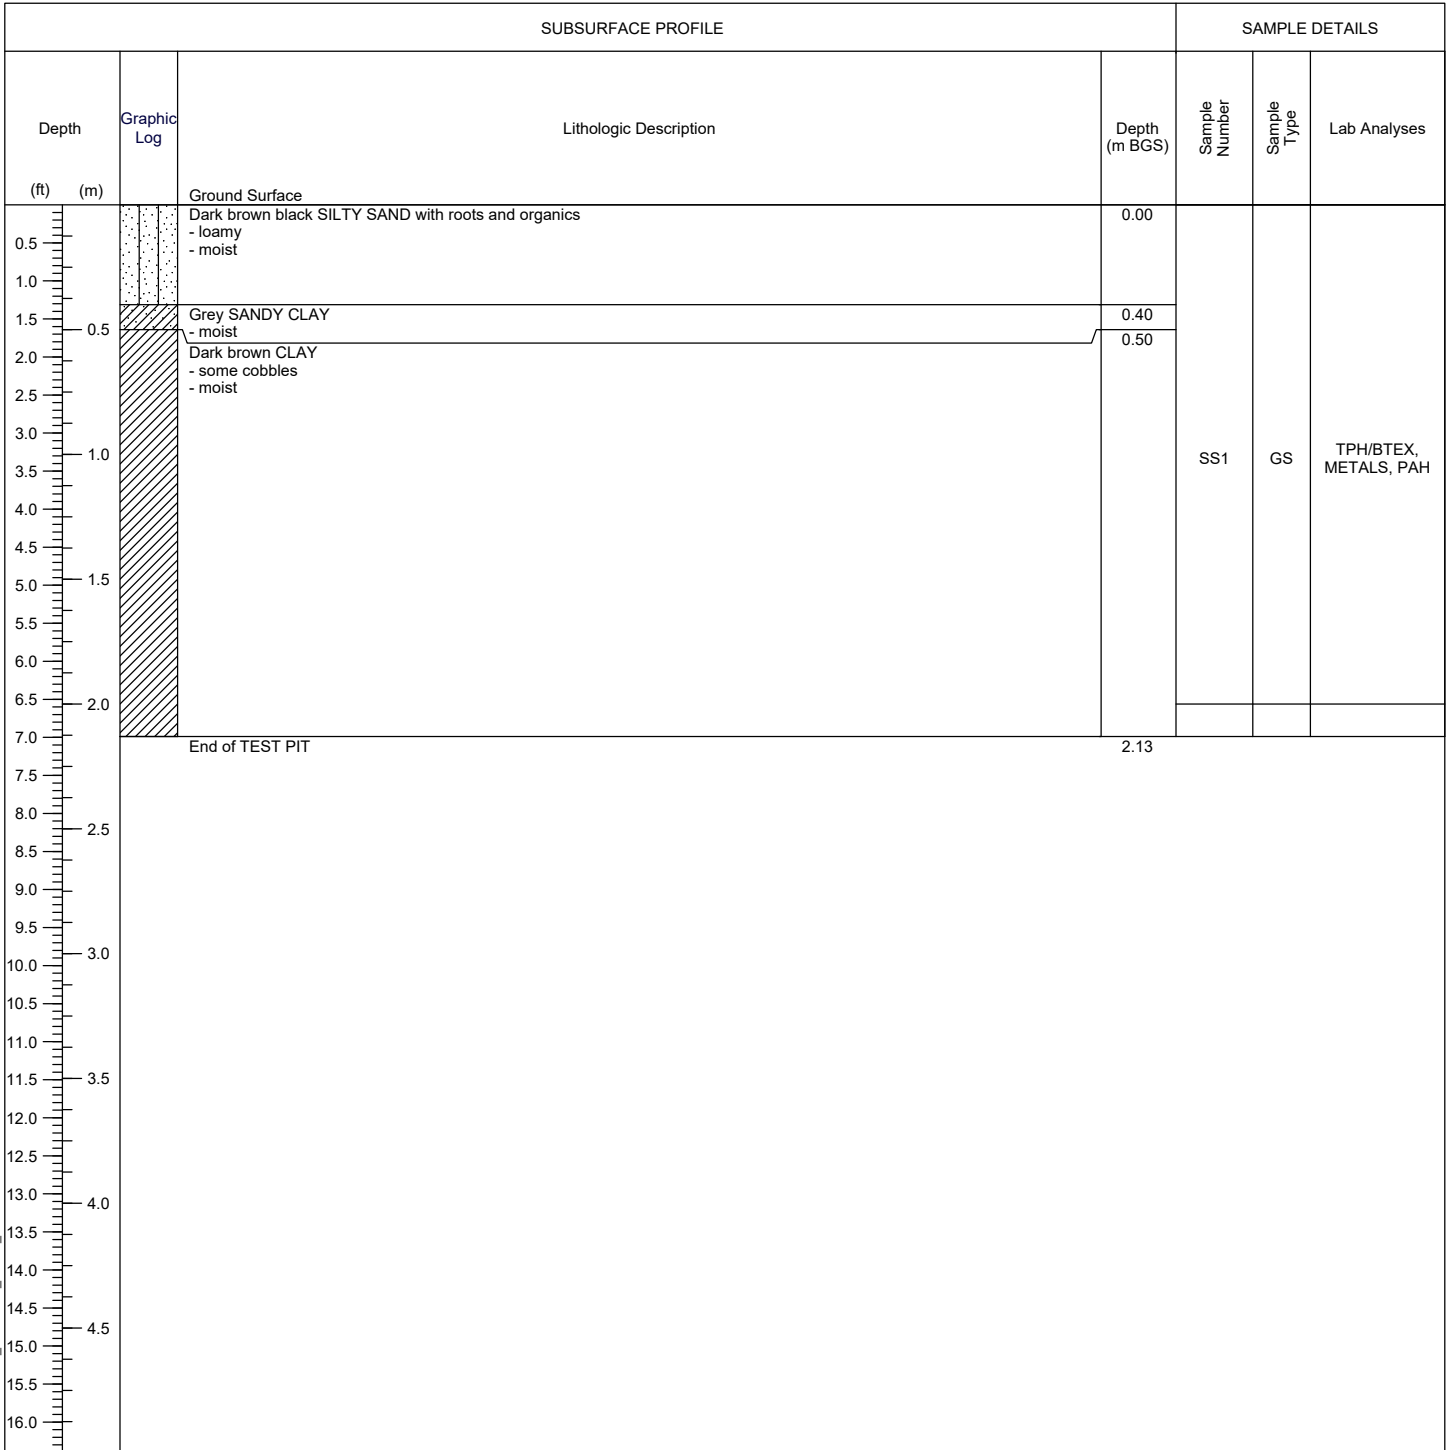 SUBSURFACE PROFILE
SAMPLE DETAILS
Depth
(ft) (m)
Graphic
Log
Lithologic Description
Depth
(m BGS)
Sample
Number
Sample
Type
Lab Analyses
Ground Surface
Dark brown black SILTY SAND with roots and organics
- loamy
- moist
0.00
Grey SANDY CLAY
- moist
0.40
Dark brown CLAY
- some cobbles
- moist
0.50
SS1
GS
TPH/BTEX,
METALS, PAH
End of TEST PIT
2.13
0.5
1.0
1.5
2.0
2.5
3.0
3.5
4.0
4.5
5.0
5.5
6.0
6.5
7.0
7.5
8.0
8.5
9.0
9.5
10.0
10.5
11.0
11.5
12.0
12.5
13.0
13.5
14.0
14.5
15.0
15.5
16.0
0.5
1.0
1.5
2.0
2.5
3.0
3.5
4.0
4.5